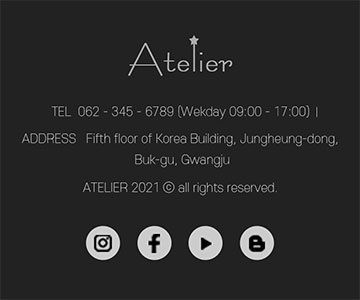 Atelier
TEL 062 - 345 - 6789 (Wekday 09:00 - 17:00) |
ADDRESS Fifth floor of Korea Building, Jungheung-dong,
Buk-gu, Gwangju
ATELIER 2021 ⓒ all rights reserved.